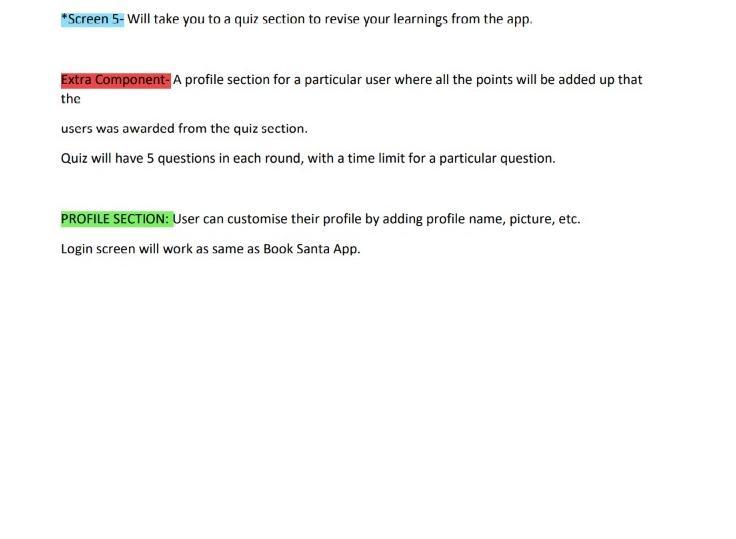 *Screen 5- Will take you to a quiz section to revise your learnings from the app.
Extra Component- A profile section for a particular user where all the points will be added up that
the
users was awarded from the quiz section.
Quiz will have 5 questions in each round, with a time limit for a particular question.
PROFILE SECTION: User can customise their profile by adding profile name, picture, etc.
Login screen will work as same as Book Santa App.